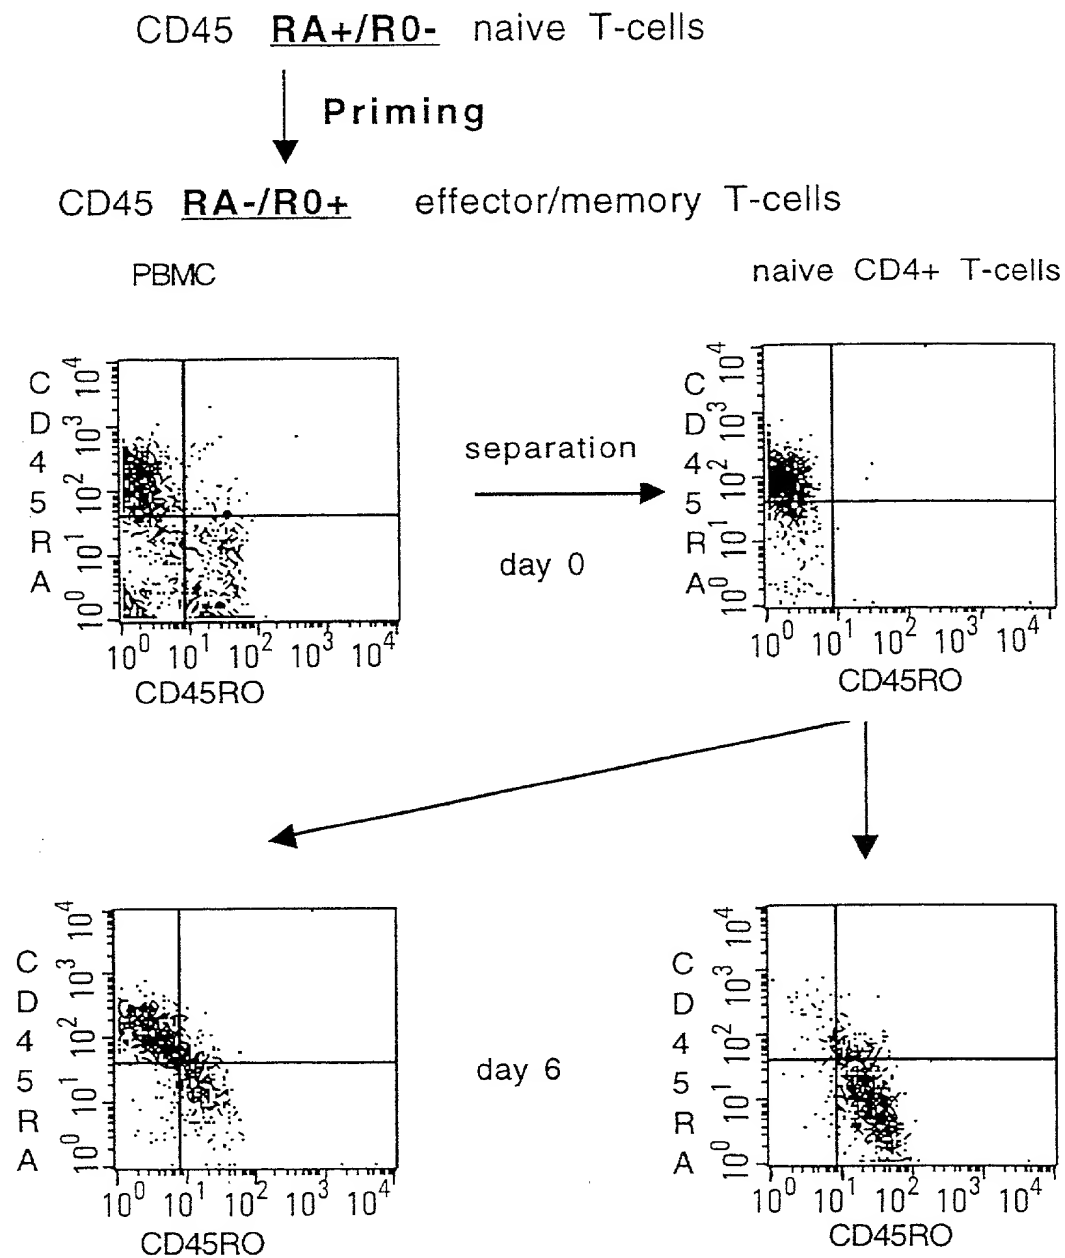 CD45 RA+/R0- naive T-cells
Priming
CD45 RA-/R0+ effector/memory T-cells
PBMC
naive CD4+ T-cells
CD45RA
10^4
10^3
10^2
10^1
10^0
10^0 10^1 10^2 10^3 10^4
CD45RO
separation
day 0
CD45RA
10^4
10^3
10^2
10^1
10^0
10^0 10^1 10^2 10^3 10^4
CD45RO
CD45RA
10^4
10^3
10^2
10^1
10^0
10^0 10^1 10^2 10^3 10^4
CD45RO
day 6
CD45RA
10^4
10^3
10^2
10^1
10^0
10^0 10^1 10^2 10^3 10^4
CD45RO